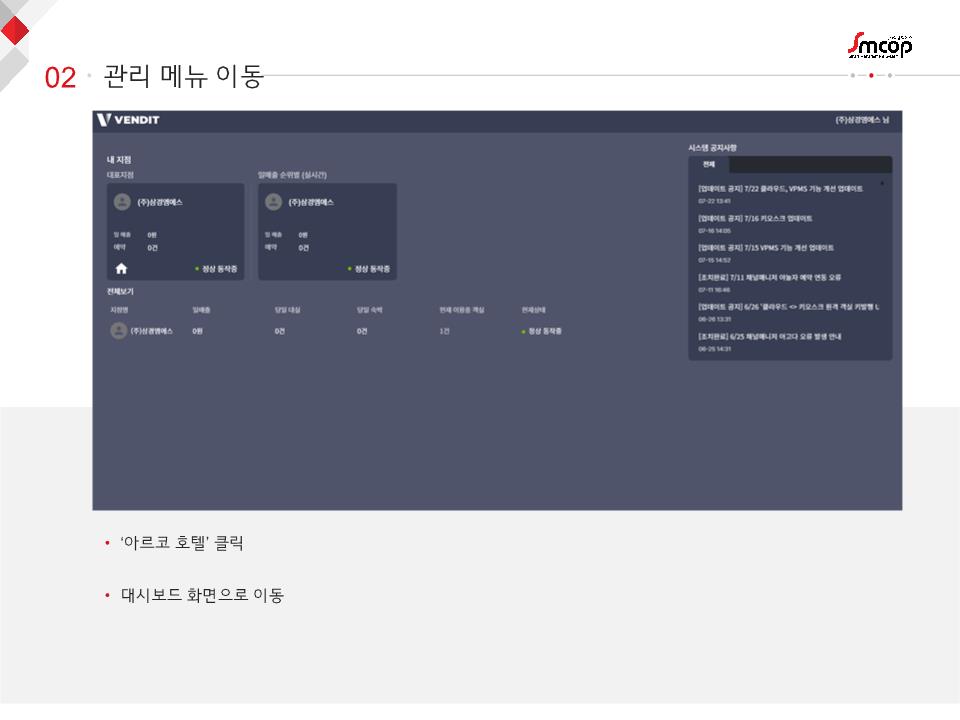 smcop
02 관리 메뉴 이동
VENDIT
(주)삼경엠에스 님
내 지점
대표지점
일매출 순위별 (실시간)
(주)삼경엠에스
일 매출 0원
예약 0건
정상 동작중
(주)삼경엠에스
일 매출 0원
예약 0건
정상 동작중
전체보기
지점명 일매출 당일 대실 당일 숙박 현재 이용중 객실 현재상태
(주)삼경엠에스 0원 0건 0건 1건 정상 동작중
시스템 공지사항
전체
[업데이트 공지] 7/22 클라우드, VPMS 기능 개선 업데이트
07-22 13:41
[업데이트 공지] 7/16 키오스크 업데이트
07-16 14:05
[업데이트 공지] 7/15 VPMS 기능 개선 업데이트
07-15 14:52
[조치완료] 7/11 채널매니저 야놀자 예약 연동 오류
07-11 16:46
[업데이트 공지] 6/26 '클라우드 <> 키오스크 원격 객실 키발행
06-26 13:31
[조치완료] 6/25 채널매니저 아고다 오류 발생 안내
06-25 14:31
• ‘아르코 호텔’ 클릭
• 대시보드 화면으로 이동